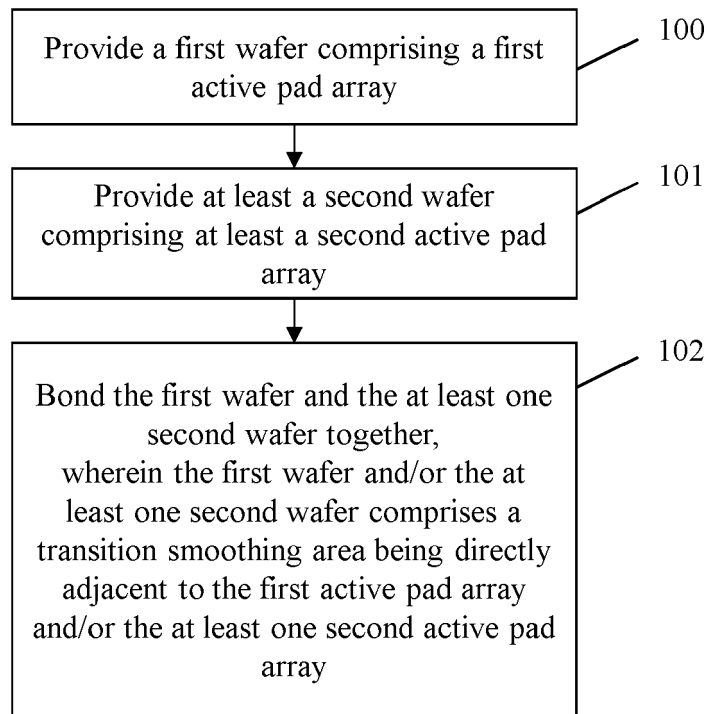 Provide a first wafer comprising a first
active pad array
100
Provide at least a second wafer
comprising at least a second active pad
array
101
Bond the first wafer and the at least one
second wafer together,
wherein the first wafer and/or the at
least one second wafer comprises a
transition smoothing area being directly
adjacent to the first active pad array
and/or the at least one second active pad
array
102